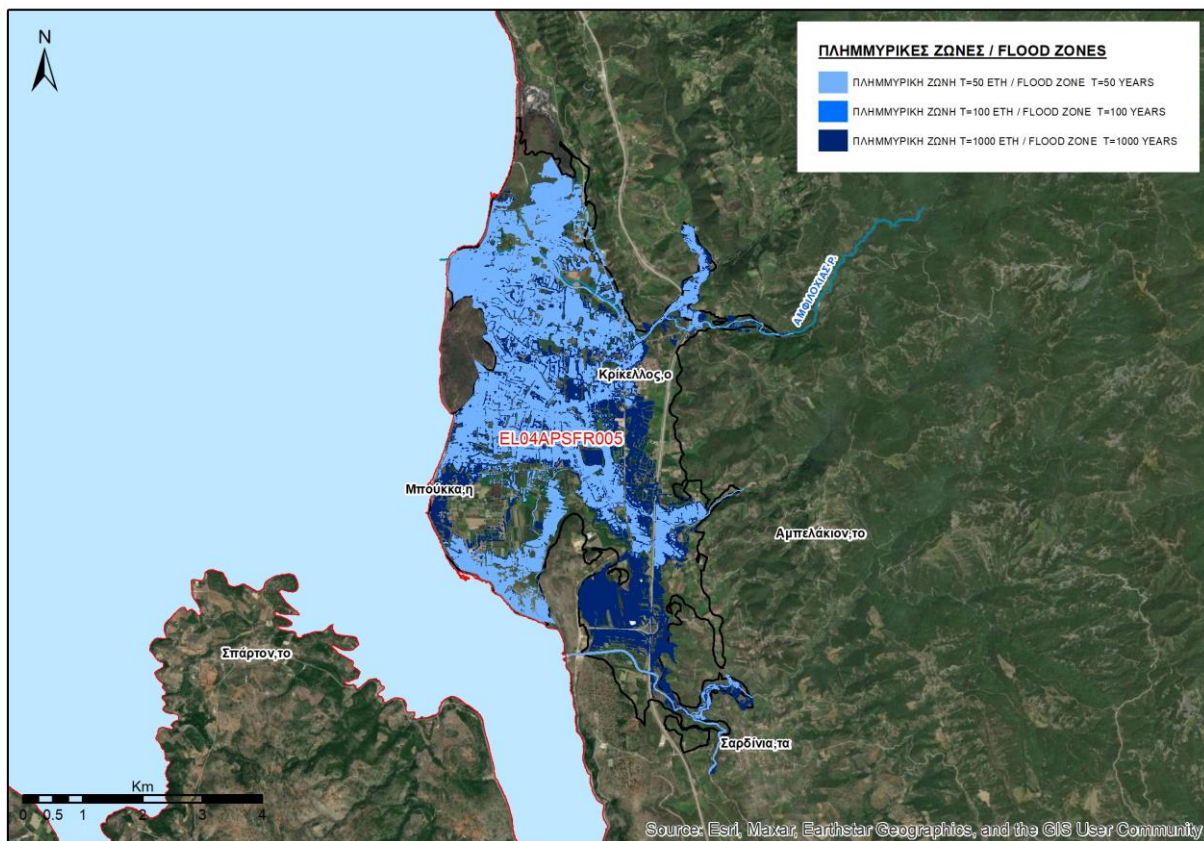 N
ΠΛΗΜΜΥΡΙΚΕΣ ΖΩΝΕΣ / FLOOD ZONES
ΠΛΗΜΜΥΡΙΚΗ ΖΩΝΗ T=50 ΕΤΗ / FLOOD ZONE T=50 YEARS
ΠΛΗΜΜΥΡΙΚΗ ΖΩΝΗ T=100 ΕΤΗ / FLOOD ZONE T=100 YEARS
ΠΛΗΜΜΥΡΙΚΗ ΖΩΝΗ T=1000 ΕΤΗ / FLOOD ZONE T=1000 YEARS
ΑΜΦΙΛΟΧΙΑΣ Ρ.
Κρίκελλος,ο
EL04APSFR005
Μπούκκα,η
Αμπελάκιον,το
Σπάρτον,το
Σαρδίνια,τα
Km
0 0.5 1 2 3 4
Source: Esri, Maxar, Earthstar Geographics, and the GIS User Community